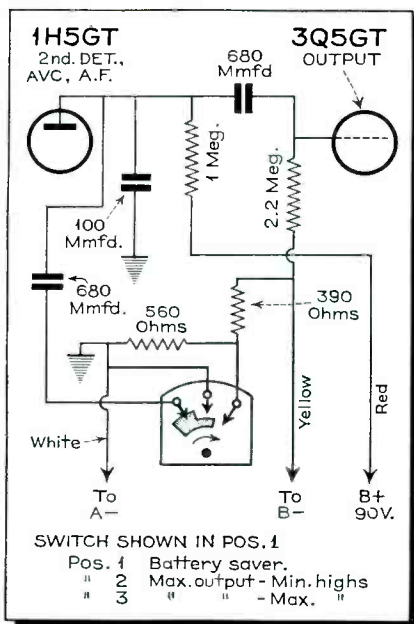 1H5GT
2nd. DET.,
AVC, A.F.
680
Mmfd
3Q5GT
OUTPUT
1 Meg.
2.2 Meg.
100
Mmfd.
680
Mmfd.
560
Ohms
390
Ohms
White
Yellow
Red
To
A-
To
B-
B+
90V.
SWITCH SHOWN IN POS. 1
Pos. 1 Battery saver.
" 2 Max. output - Min. highs
" 3 " " - Max. "